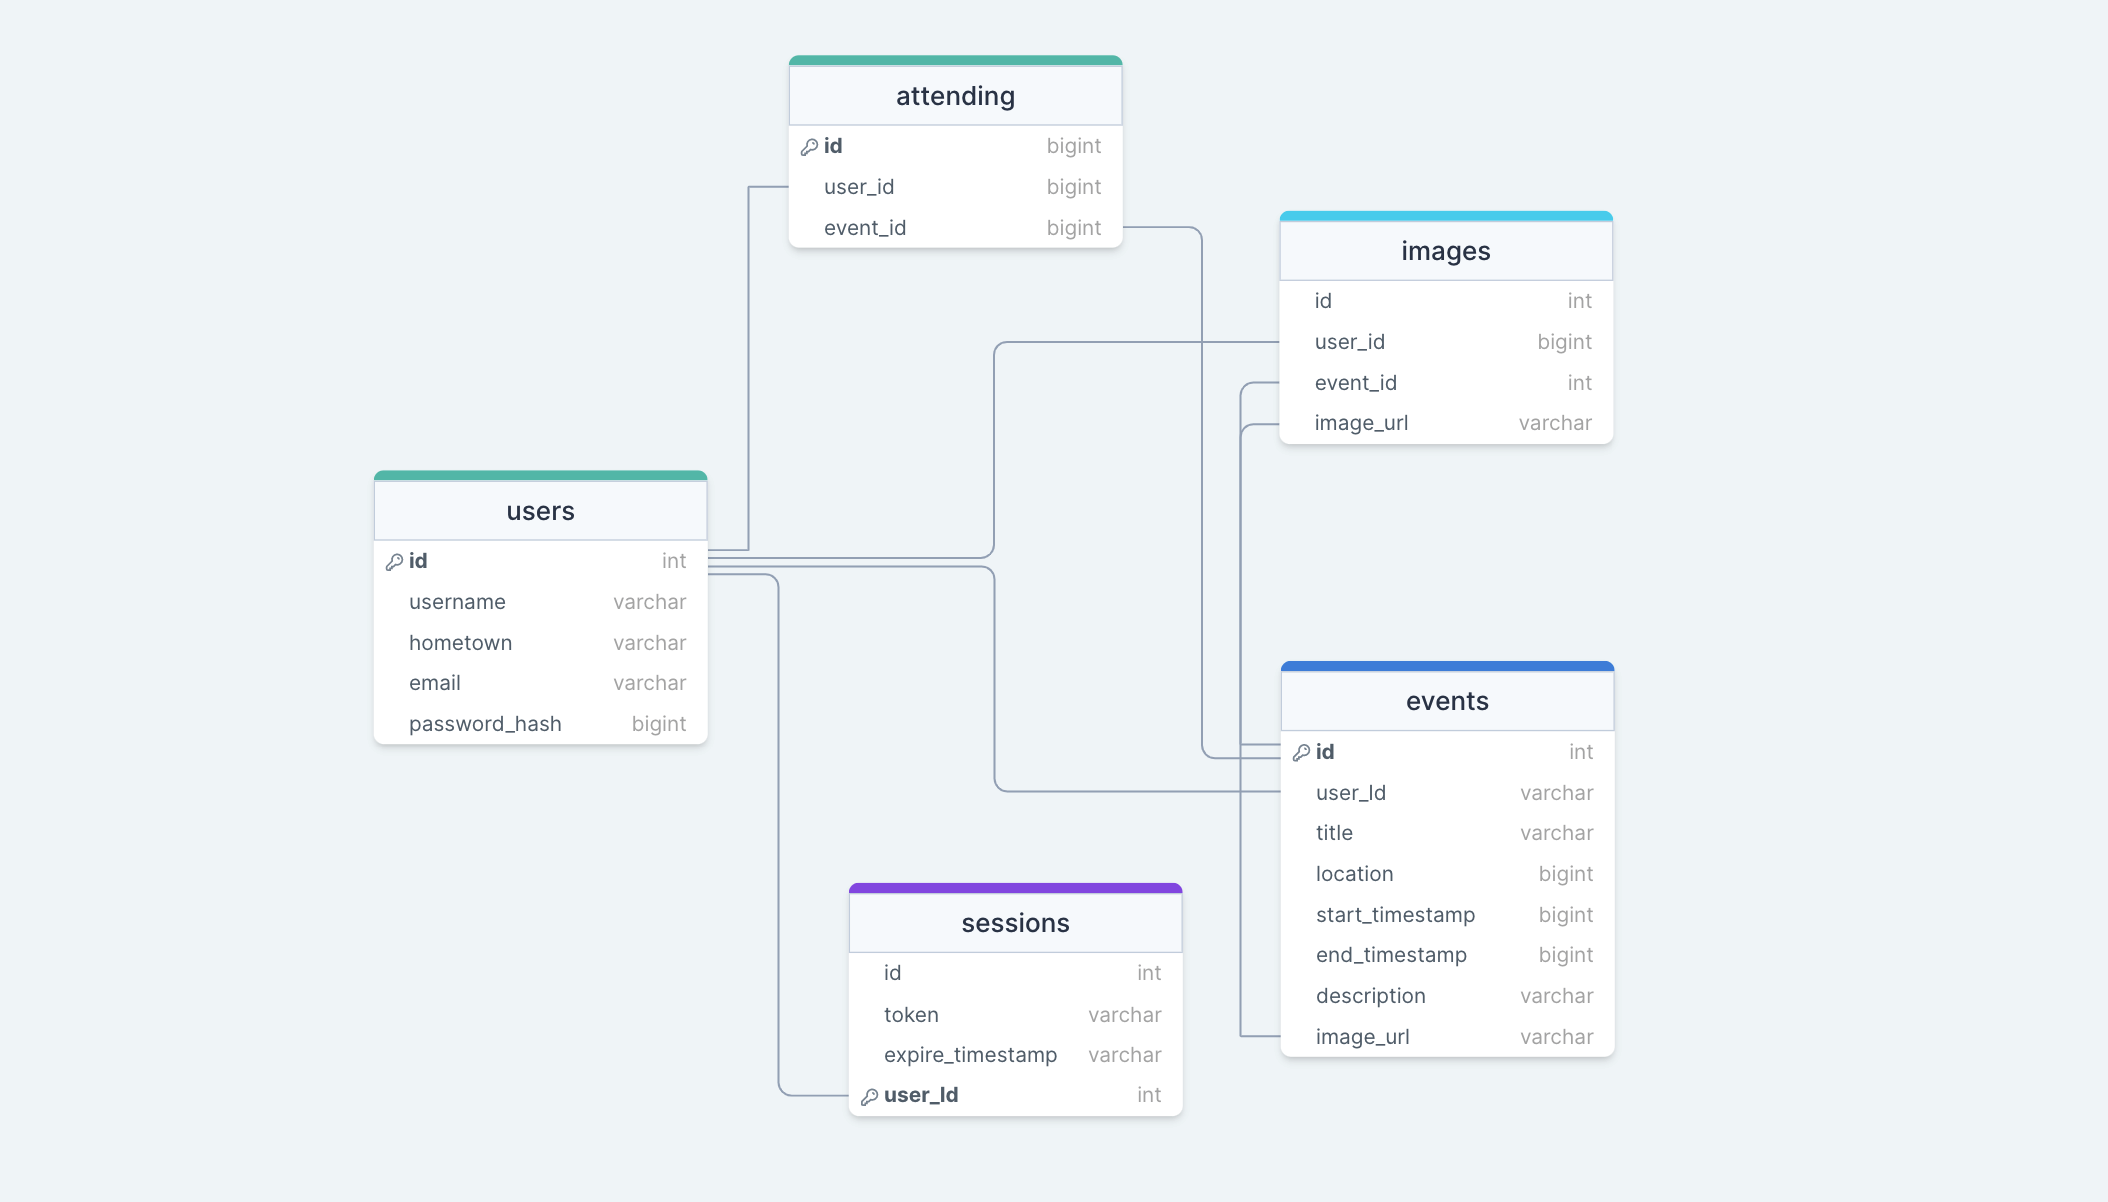 attending
id bigint
user_id bigint
event_id bigint
images
id int
user_id bigint
event_id int
image_url varchar
users
id int
username varchar
hometown varchar
email varchar
password_hash bigint
events
id int
user_Id varchar
title varchar
location bigint
start_timestamp bigint
end_timestamp bigint
description varchar
image_url varchar
sessions
id int
token varchar
expire_timestamp varchar
user_Id int